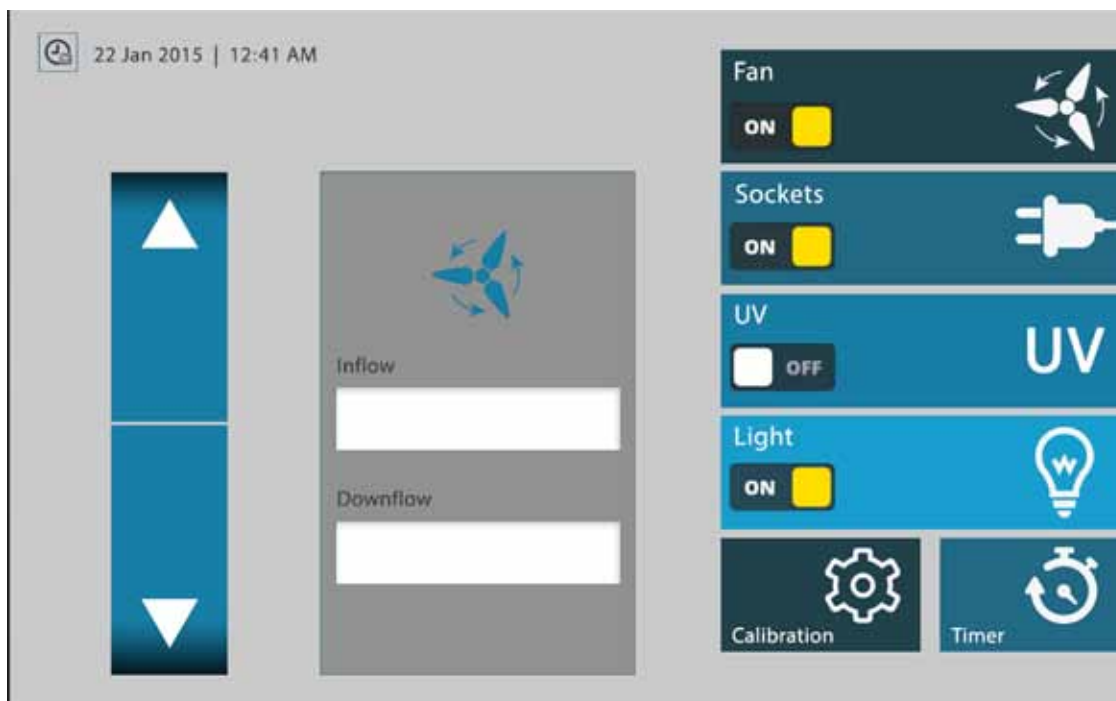 22 Jan 2015 | 12:41 AM
Fan
ON
Sockets
ON
UV
OFF
UV
Light
ON
Inflow
Downflow
Calibration
Timer